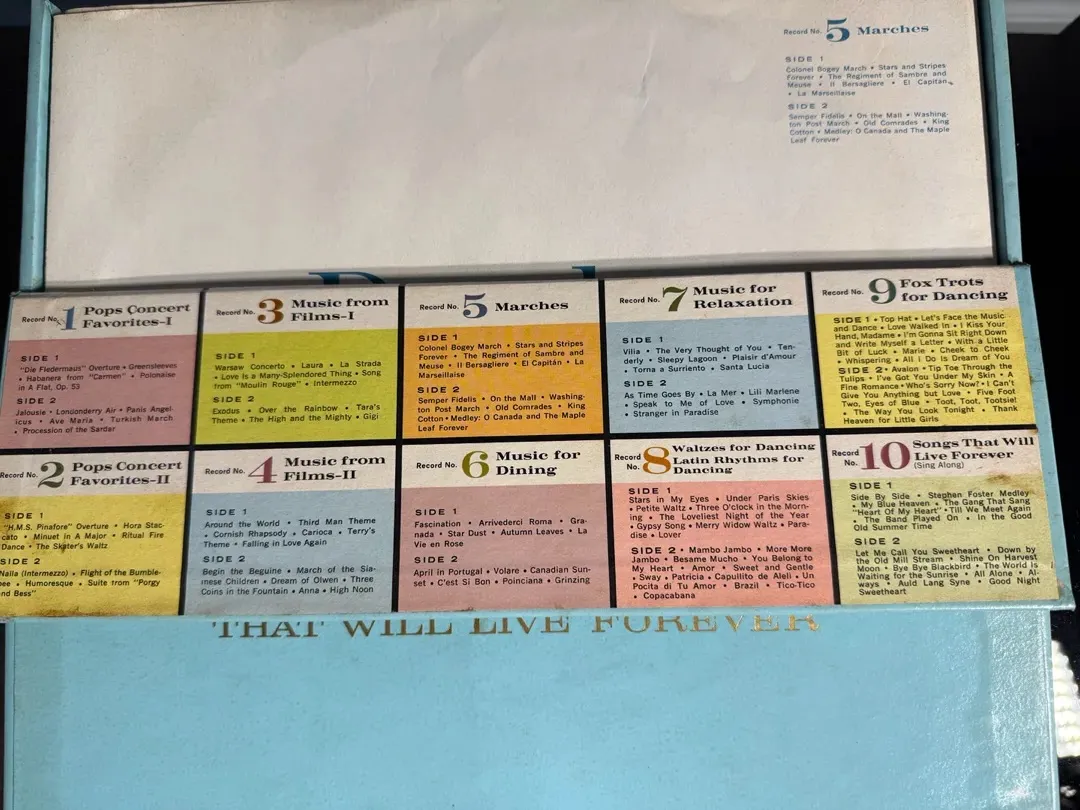 Record No. 5 Marches
SIDE 1
Colonel Bogey March • Stars and Stripes
Forever • The Regiment of Sambre and
Meuse • Il Bersagliere • El Capitán
• La Marseillaise
SIDE 2
Semper Fidelis • On the Mall • Washing-
ton Post March • Old Comrades • King
Cotton • Medley: O Canada and The Maple
Leaf Forever
Record No. 1 Pops Concert
Favorites-I
SIDE 1
"Die Fledermaus" Overture • Greensleeves
• Habanera from "Carmen" • Polonaise
in A Flat, Op. 53
SIDE 2
Jalousie • Londonderry Air • Panis Angel-
icus • Ave Maria • Turkish March
• Procession of the Sardar
Record No. 3 Music from
Films-I
SIDE 1
Warsaw Concerto • Laura • La Strada
• Love Is a Many-Splendored Thing • Song
from "Moulin Rouge" • Intermezzo
SIDE 2
Exodus • Over the Rainbow • Tara's
Theme • The High and the Mighty • Gigi
Record No. 5 Marches
SIDE 1
Colonel Bogey March • Stars and Stripes
Forever • The Regiment of Sambre and
Meuse • Il Bersagliere • El Capitán • La
Marseillaise
SIDE 2
Semper Fidelis • On the Mall • Washing-
ton Post March • Old Comrades • King
Cotton • Medley: O Canada and The Maple
Leaf Forever
Record No. 7 Music for
Relaxation
SIDE 1
Vilia • The Very Thought of You • Ten-
derly • Sleepy Lagoon • Plaisir d'Amour
• Torna a Surriento • Santa Lucia
SIDE 2
As Time Goes By • La Mer • Lili Marlene
• Speak to Me of Love • Symphonie
• Stranger in Paradise
Record No. 9 Fox Trots
for Dancing
SIDE 1 • Top Hat • Let's Face the Music
and Dance • Love Walked In • I Kiss Your
Hand, Madame • I'm Gonna Sit Right Down
and Write Myself a Letter • With a Little
Bit of Luck • Marie • Cheek to Cheek
• Whispering • All I Do Is Dream of You
SIDE 2 • Avalon • Tip Toe Through the
Tulips • I've Got You Under My Skin • A
Fine Romance • Who's Sorry Now? • I Can't
Give You Anything but Love • Five Foot
Two, Eyes of Blue • Toot, Toot, Tootsie!
• The Way You Look Tonight • Thank
Heaven for Little Girls
Record No. 2 Pops Concert
Favorites-II
SIDE 1
"H.M.S. Pinafore" Overture • Hora Stac-
cato • Minuet in A Major • Ritual Fire
Dance • The Skater's Waltz
SIDE 2
Naila (Intermezzo) • Flight of the Bumble-
bee • Humoresque • Suite from "Porgy
and Bess"
Record No. 4 Music from
Films-II
SIDE 1
Around the World • Third Man Theme
• Cornish Rhapsody • Carioca • Terry's
Theme • Falling in Love Again
SIDE 2
Begin the Beguine • March of the Sia-
mese Children • Dream of Olwen • Three
Coins in the Fountain • Anna • High Noon
Record No. 6 Music for
Dining
SIDE 1
Fascination • Arrivederci Roma • Gra-
nada • Star Dust • Autumn Leaves • La
Vie en Rose
SIDE 2
April in Portugal • Volare • Canadian Sun-
set • C'est Si Bon • Poinciana • Grinzing
Record No. 8 Waltzes for Dancing
Latin Rhythms for
Dancing
SIDE 1
Stars in My Eyes • Under Paris Skies
• Petite Waltz • Three O'clock in the Morn-
ing • The Loveliest Night of the Year
• Gypsy Song • Merry Widow Waltz • Para-
dise • Lover
SIDE 2 • Mambo Jambo • More More
Jambo • Besame Mucho • You Belong to
My Heart • Amor • Sweet and Gentle
• Sway • Patricia • Capullito de Aleli • Un
Pocita di Tu Amor • Brazil • Tico-Tico
• Copacabana
Record No. 10 Songs That Will
Live Forever
(Sing Along)
SIDE 1
Side By Side • Stephen Foster Medley
• My Blue Heaven • The Gang That Sang
"Heart Of My Heart" • Till We Meet Again
• The Band Played On • In the Good
Old Summer Time
SIDE 2
Let Me Call You Sweetheart • Down by
the Old Mill Stream • Shine On Harvest
Moon • Bye Bye Blackbird • The World Is
Waiting for the Sunrise • All Alone • Al-
ways • Auld Lang Syne • Good Night
Sweetheart
THAT WILL LIVE FOREVER